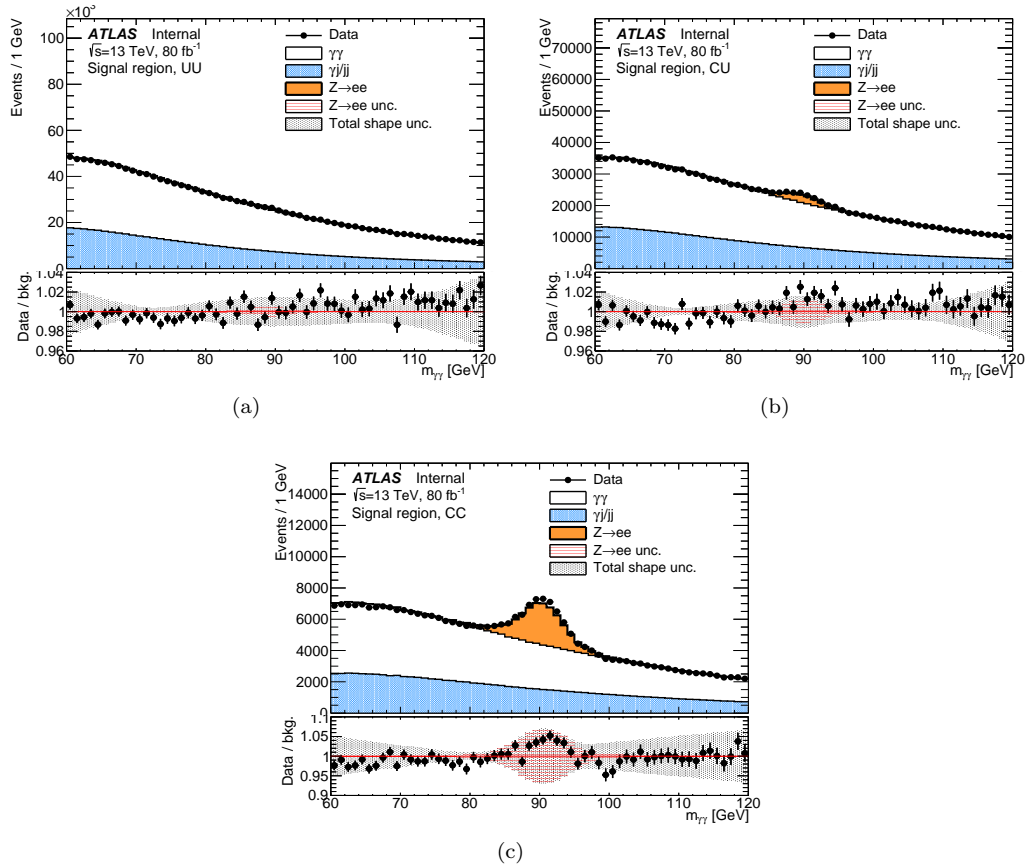 ×10³
ATLAS Internal
√s=13 TeV, 80 fb⁻¹
Signal region, UU
Data
γγ
γj/jj
Z→ee
Z→ee unc.
Total shape unc.
Events / 1 GeV
100
80
60
40
20
0
Data / bkg.
1.04
1.02
1
0.98
0.96
60 70 80 90 100 110 120
m_γγ [GeV]
(a)
ATLAS Internal
√s=13 TeV, 80 fb⁻¹
Signal region, CU
Data
γγ
γj/jj
Z→ee
Z→ee unc.
Total shape unc.
Events / 1 GeV
70000
60000
50000
40000
30000
20000
10000
0
Data / bkg.
1.04
1.02
1
0.98
0.96
60 70 80 90 100 110 120
m_γγ [GeV]
(b)
ATLAS Internal
√s=13 TeV, 80 fb⁻¹
Signal region, CC
Data
γγ
γj/jj
Z→ee
Z→ee unc.
Total shape unc.
Events / 1 GeV
14000
12000
10000
8000
6000
4000
2000
0
Data / bkg.
1.1
1.05
1
0.95
0.9
60 70 80 90 100 110 120
m_γγ [GeV]
(c)